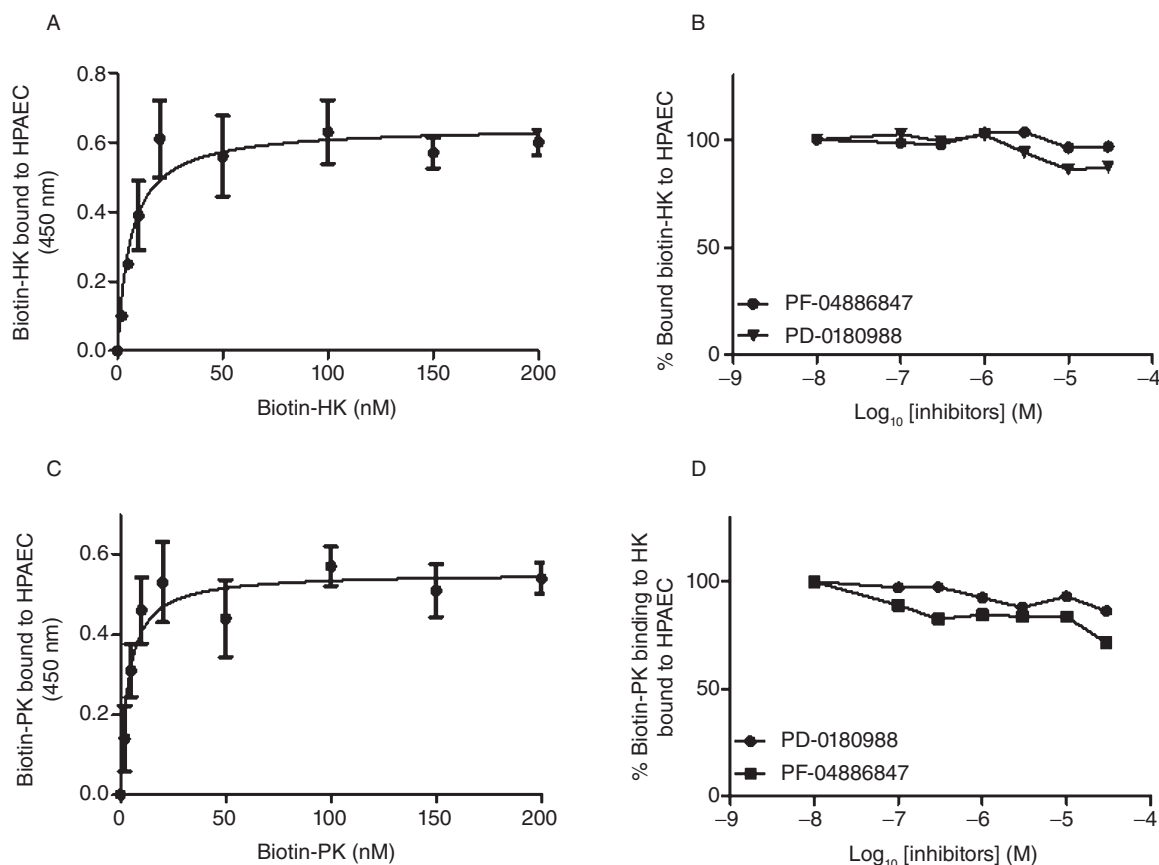 A
Biotin-HK bound to HPAEC
(450 nm)
0.8
0.6
0.4
0.2
0.0
0 50 100 150 200
Biotin-HK (nM)
B
% Bound biotin-HK to HPAEC
100
50
0
PF-04886847
PD-0180988
–9 –8 –7 –6 –5 –4
Log₁₀ [inhibitors] (M)
C
Biotin-PK bound to HPAEC
(450 nm)
0.6
0.4
0.2
0.0
0 50 100 150 200
Biotin-PK (nM)
D
% Biotin-PK binding to HK
bound to HPAEC
100
50
0
PD-0180988
PF-04886847
–9 –8 –7 –6 –5 –4
Log₁₀ [inhibitors] (M)